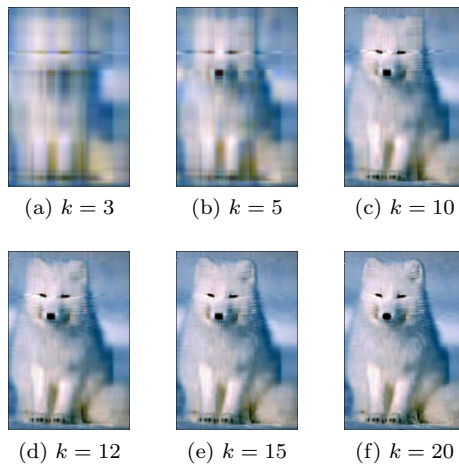 (a) k = 3
(b) k = 5
(c) k = 10
(d) k = 12
(e) k = 15
(f) k = 20